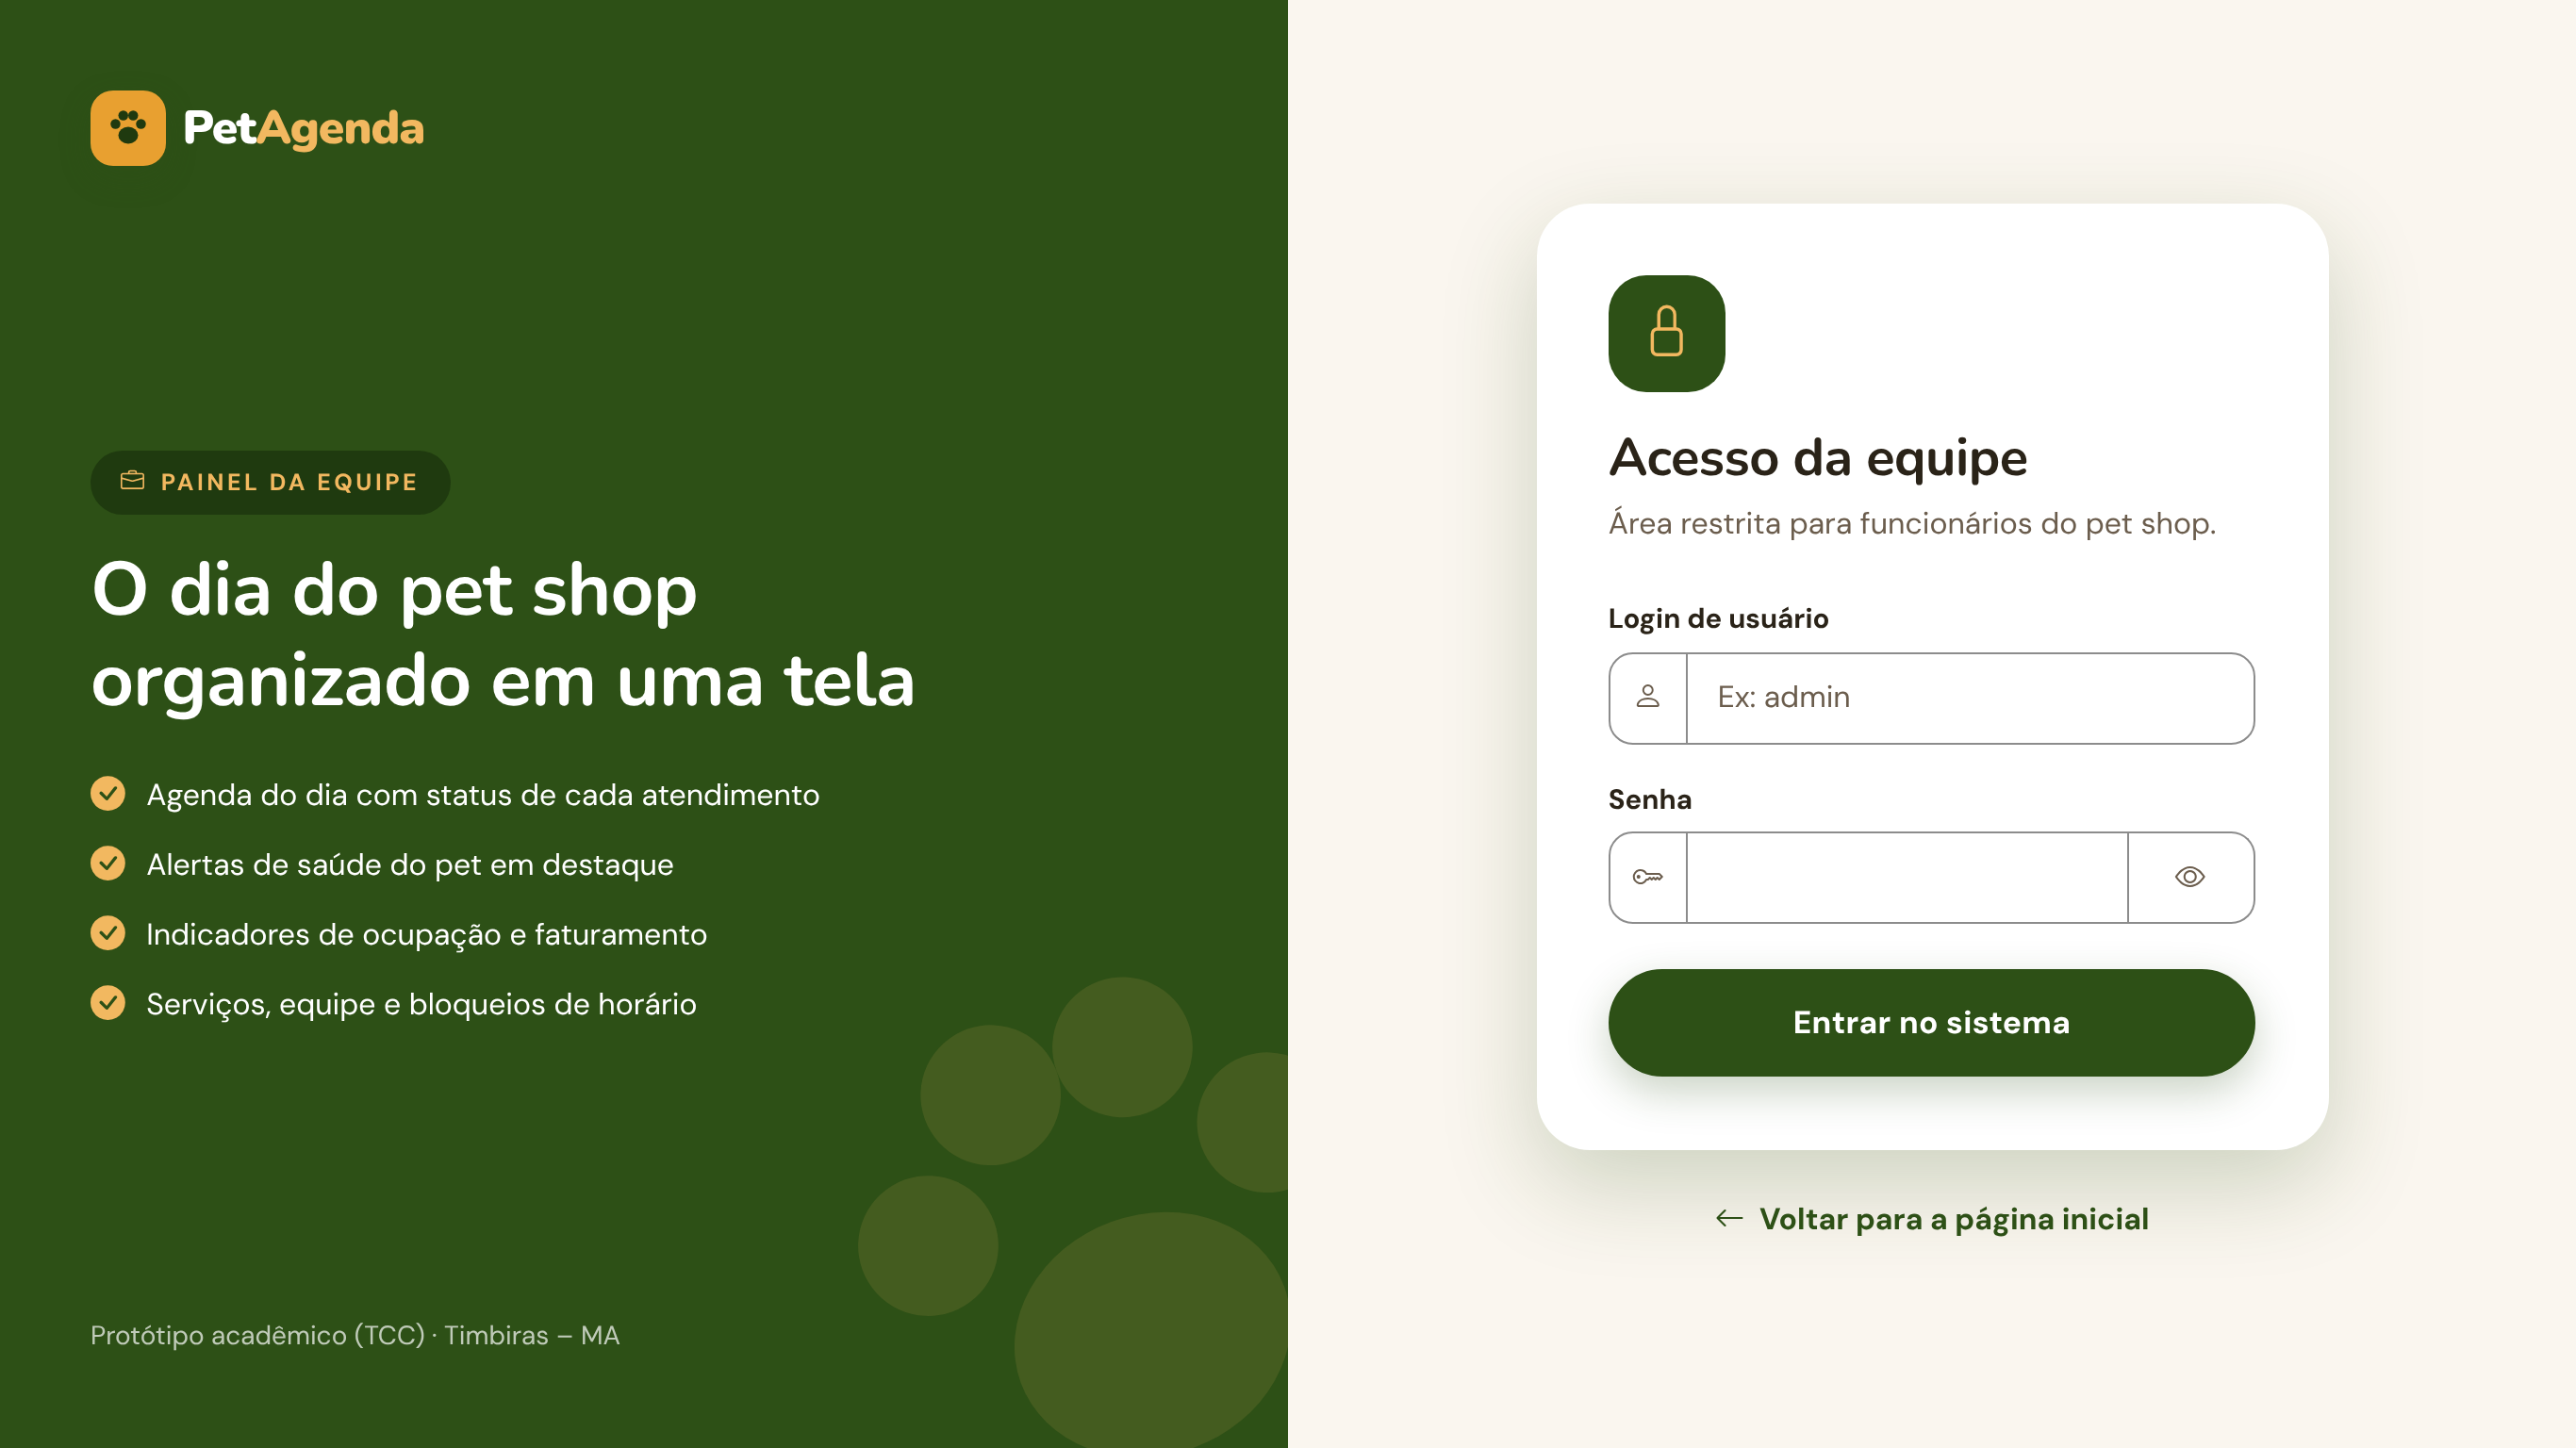 PetAgenda
PAINEL DA EQUIPE
O dia do pet shop
organizado em uma tela
Agenda do dia com status de cada atendimento
Alertas de saúde do pet em destaque
Indicadores de ocupação e faturamento
Serviços, equipe e bloqueios de horário
Protótipo acadêmico (TCC) · Timbiras – MA
Acesso da equipe
Área restrita para funcionários do pet shop.
Login de usuário
Ex: admin
Senha
Entrar no sistema
← Voltar para a página inicial